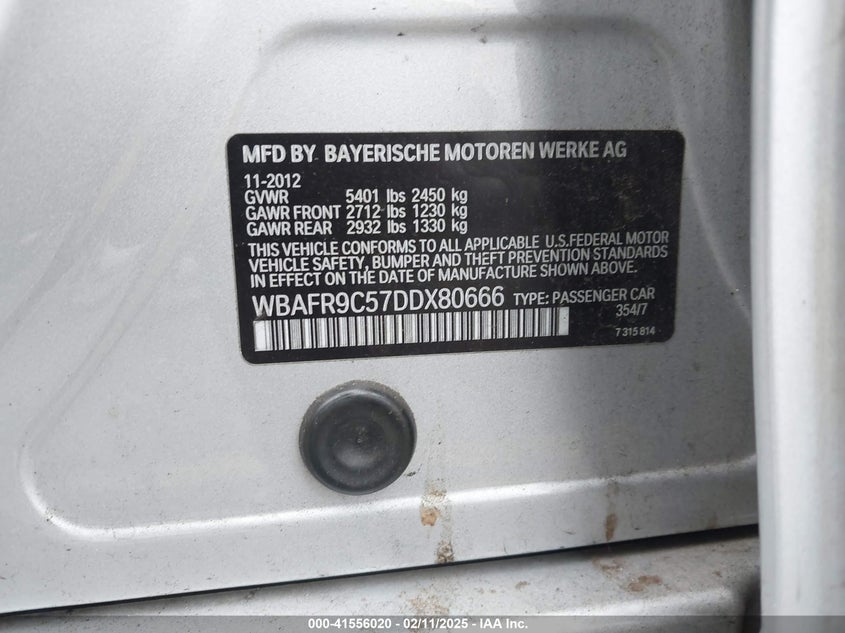 MFD BY BAYERISCHE MOTOREN WERKE AG
11-2012
GVWR 5401 lbs 2450 kg
GAWR FRONT 2712 lbs 1230 kg
GAWR REAR 2932 lbs 1330 kg
THIS VEHICLE CONFORMS TO ALL APPLICABLE U.S.FEDERAL MOTOR
VEHICLE SAFETY, BUMPER AND THEFT PREVENTION STANDARDS
IN EFFECT ON THE DATE OF MANUFACTURE SHOWN ABOVE.
WBAFR9C57DDX80666 TYPE: PASSENGER CAR
354/7
7 315 814
000-41556020 - 02/11/2025 - IAA Inc.